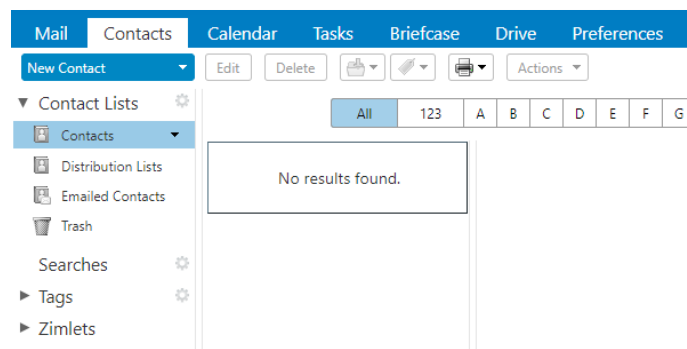 Mail Contacts Calendar Tasks Briefcase Drive Preferences
New Contact Edit Delete Actions
Contact Lists
All 123 A B C D E F G
Contacts
Distribution Lists
No results found.
Emailed Contacts
Trash
Searches
Tags
Zimlets